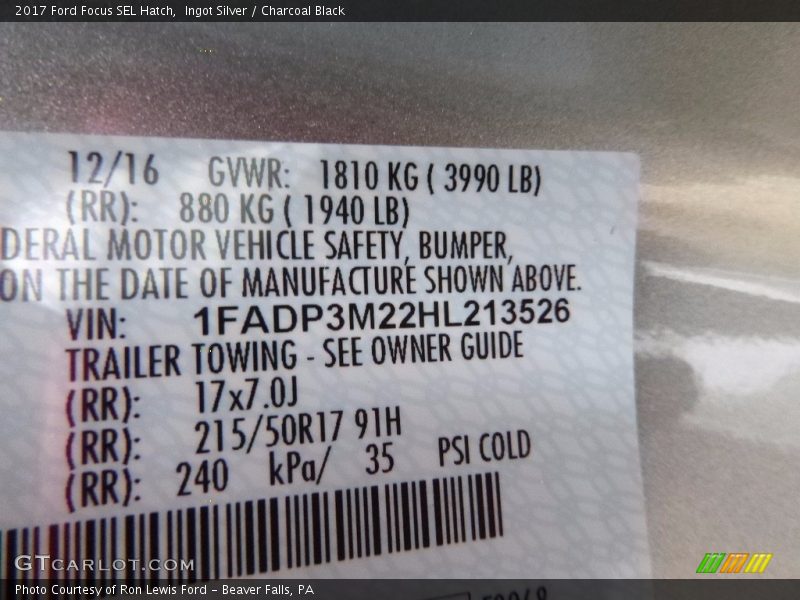 2017 Ford Focus SEL Hatch,  Ingot Silver / Charcoal Black
12/16 GVWR: 1810 KG ( 3990 LB)
(RR): 880 KG ( 1940 LB)
DERAL MOTOR VEHICLE SAFETY, BUMPER,
ON THE DATE OF MANUFACTURE SHOWN ABOVE.
VIN: 1FADP3M22HL213526
TRAILER TOWING - SEE OWNER GUIDE
(RR): 17x7.0J
(RR): 215/50R17 91H
(RR): 240 kPa/ 35 PSI COLD
GTcarlot.com
Photo Courtesy of Ron Lewis Ford – Beaver Falls, PA